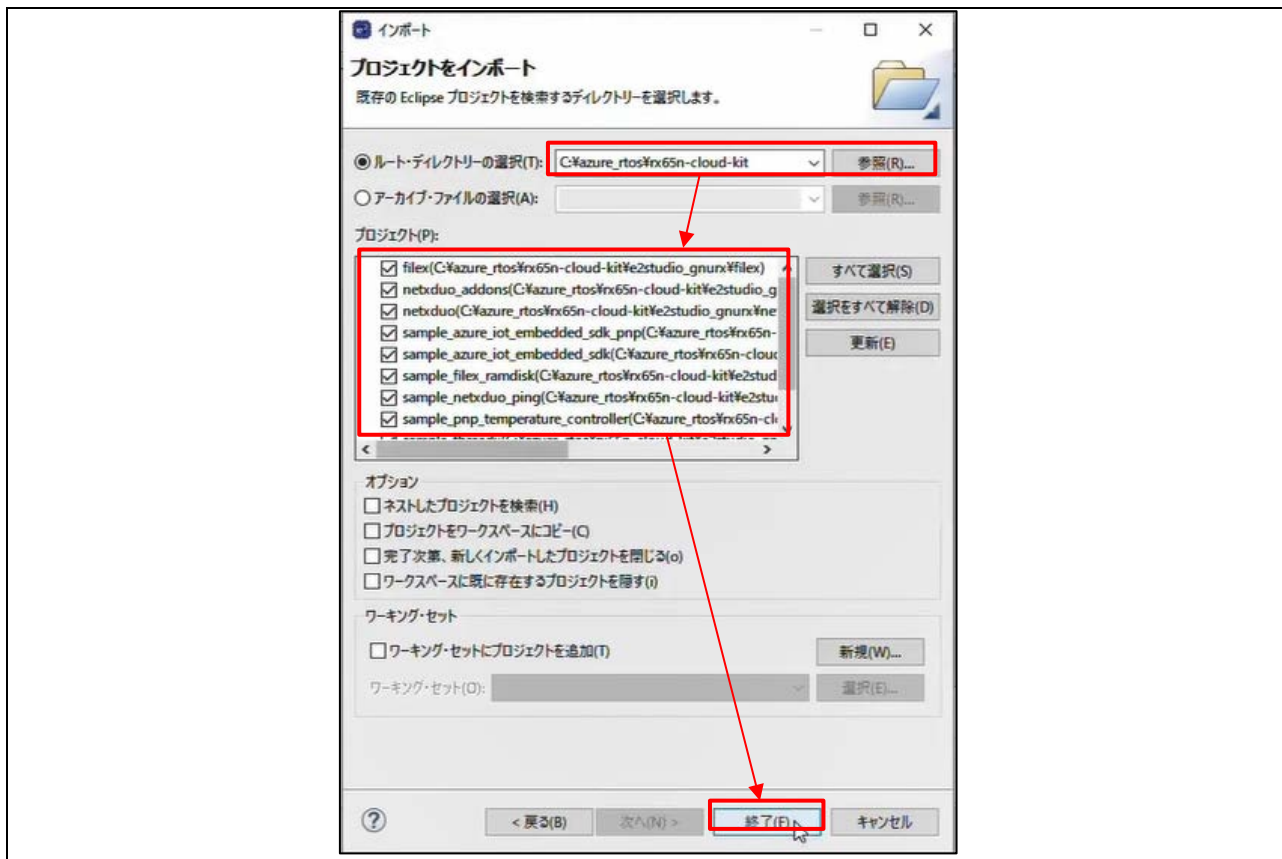 インポート
プロジェクトをインポート
既存の Eclipse プロジェクトを検索するディレクトリーを選択します。
ルート・ディレクトリーの選択(T): C:¥azure_rtos¥rx65n-cloud-kit 参照(R)...
アーカイブ・ファイルの選択(A): 参照(R)...
プロジェクト(P):
filex(C:¥azure_rtos¥rx65n-cloud-kit¥e2studio_gnurx¥filex) すべて選択(S)
netxduo_addons(C:¥azure_rtos¥rx65n-cloud-kit¥e2studio_g
netxduo(C:¥azure_rtos¥rx65n-cloud-kit¥e2studio_gnurx¥ne 選択をすべて解除(D)
sample_azure_iot_embedded_sdk_pnp(C:¥azure_rtos¥rx65n-
sample_azure_iot_embedded_sdk(C:¥azure_rtos¥rx65n-clouc 更新(E)
sample_filex_ramdisk(C:¥azure_rtos¥rx65n-cloud-kit¥e2stud
sample_netxduo_ping(C:¥azure_rtos¥rx65n-cloud-kit¥e2stu
sample_pnp_temperature_controller(C:¥azure_rtos¥rx65n-cl
オプション
ネストしたプロジェクトを検索(H)
プロジェクトをワークスペースにコピー(C)
完了次第、新しくインポートしたプロジェクトを閉じる(o)
ワークスペースに既に存在するプロジェクトを隠す(i)
ワーキング・セット
ワーキング・セットにプロジェクトを追加(T) 新規(W)...
ワーキング・セット(O): 選択(E)...
< 戻る(B) 次へ(N) > 終了(F) キャンセル